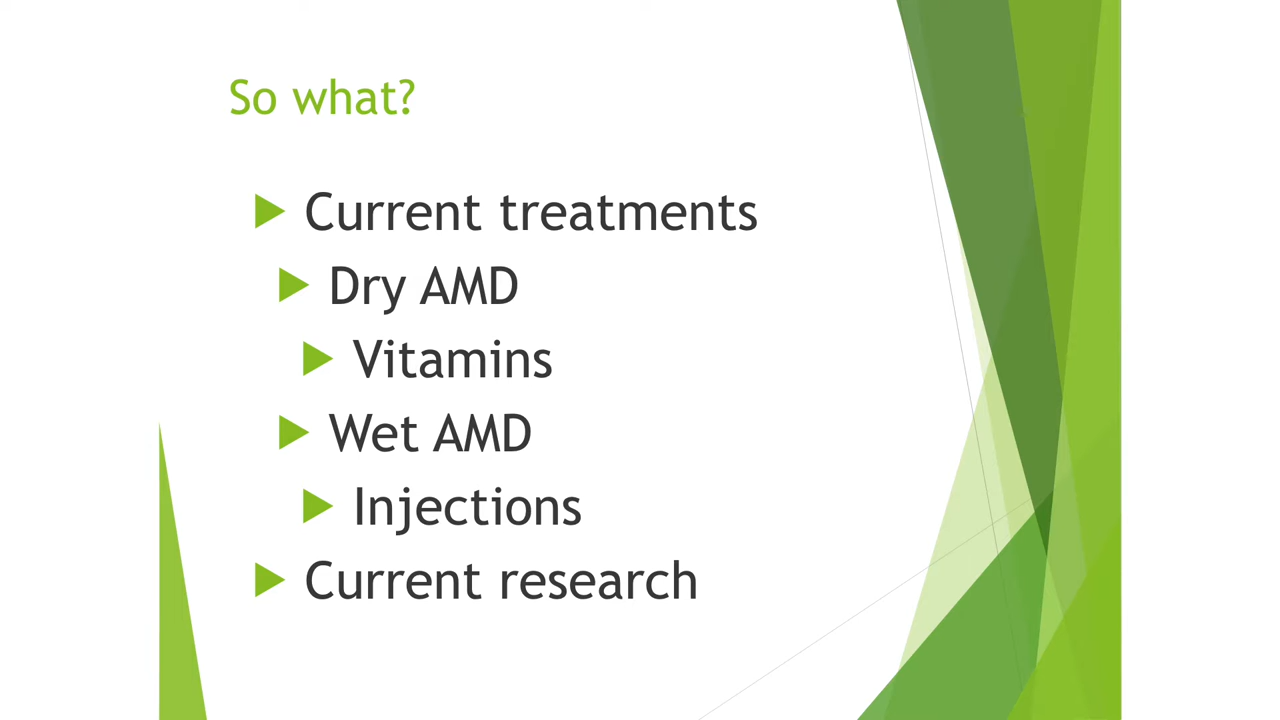 So what?
Current treatments
Dry AMD
Vitamins
Wet AMD
Injections
Current research